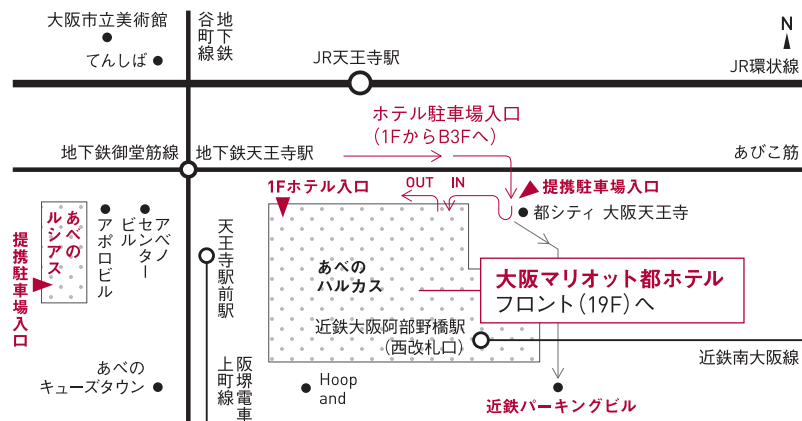 大阪市立美術館
てんしば
地下鉄
谷町線
JR天王寺駅
N
JR環状線
ホテル駐車場入口
(1FからB3Fへ)
地下鉄御堂筋線
地下鉄天王寺駅
あびこ筋
1Fホテル入口
OUT
IN
提携駐車場入口
都シティ 大阪天王寺
あべの
ルシアス
提携駐車場入口
アポロビル
アベノ
センター
ビル
天王寺駅前駅
あべの
ハルカス
大阪マリオット都ホテル
フロント(19F)へ
近鉄大阪阿部野橋駅
(西改札口)
近鉄南大阪線
あべの
キューズタウン
阪堺電車
上町線
Hoop
and
近鉄パーキングビル